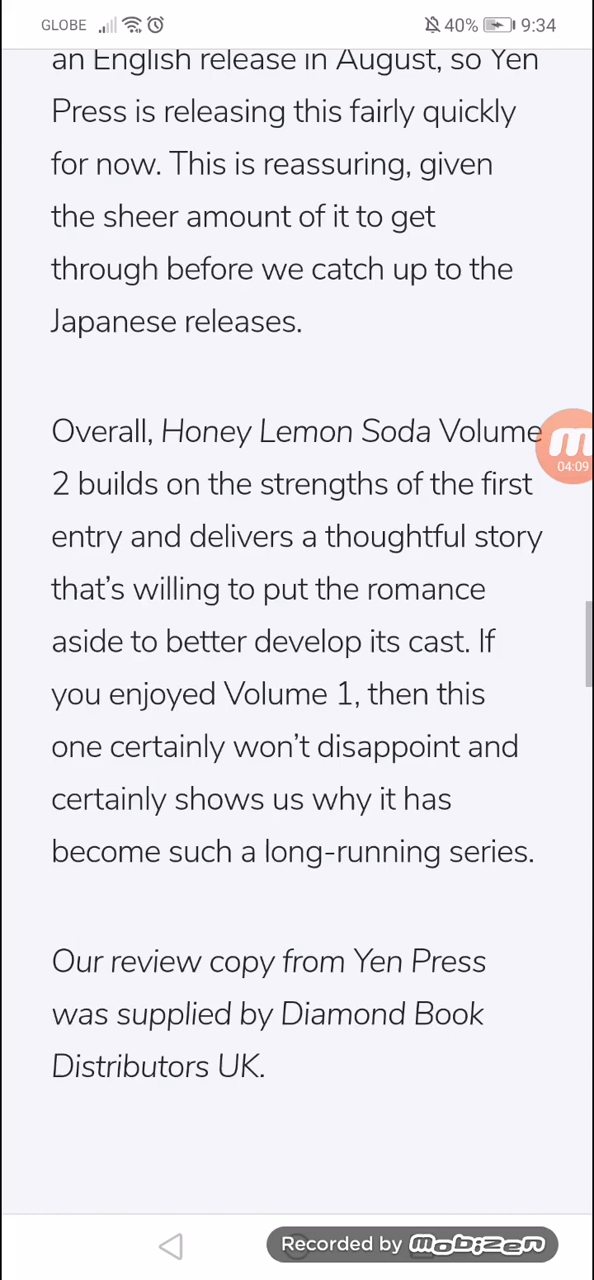 GLOBE 40% 9:34
an English release in August, so Yen
Press is releasing this fairly quickly
for now. This is reassuring, given
the sheer amount of it to get
through before we catch up to the
Japanese releases.
Overall, Honey Lemon Soda Volume
2 builds on the strengths of the first
entry and delivers a thoughtful story
that's willing to put the romance
aside to better develop its cast. If
you enjoyed Volume 1, then this
one certainly won't disappoint and
certainly shows us why it has
become such a long-running series.
Our review copy from Yen Press
was supplied by Diamond Book
Distributors UK.
m
04:09
Recorded by mobizen